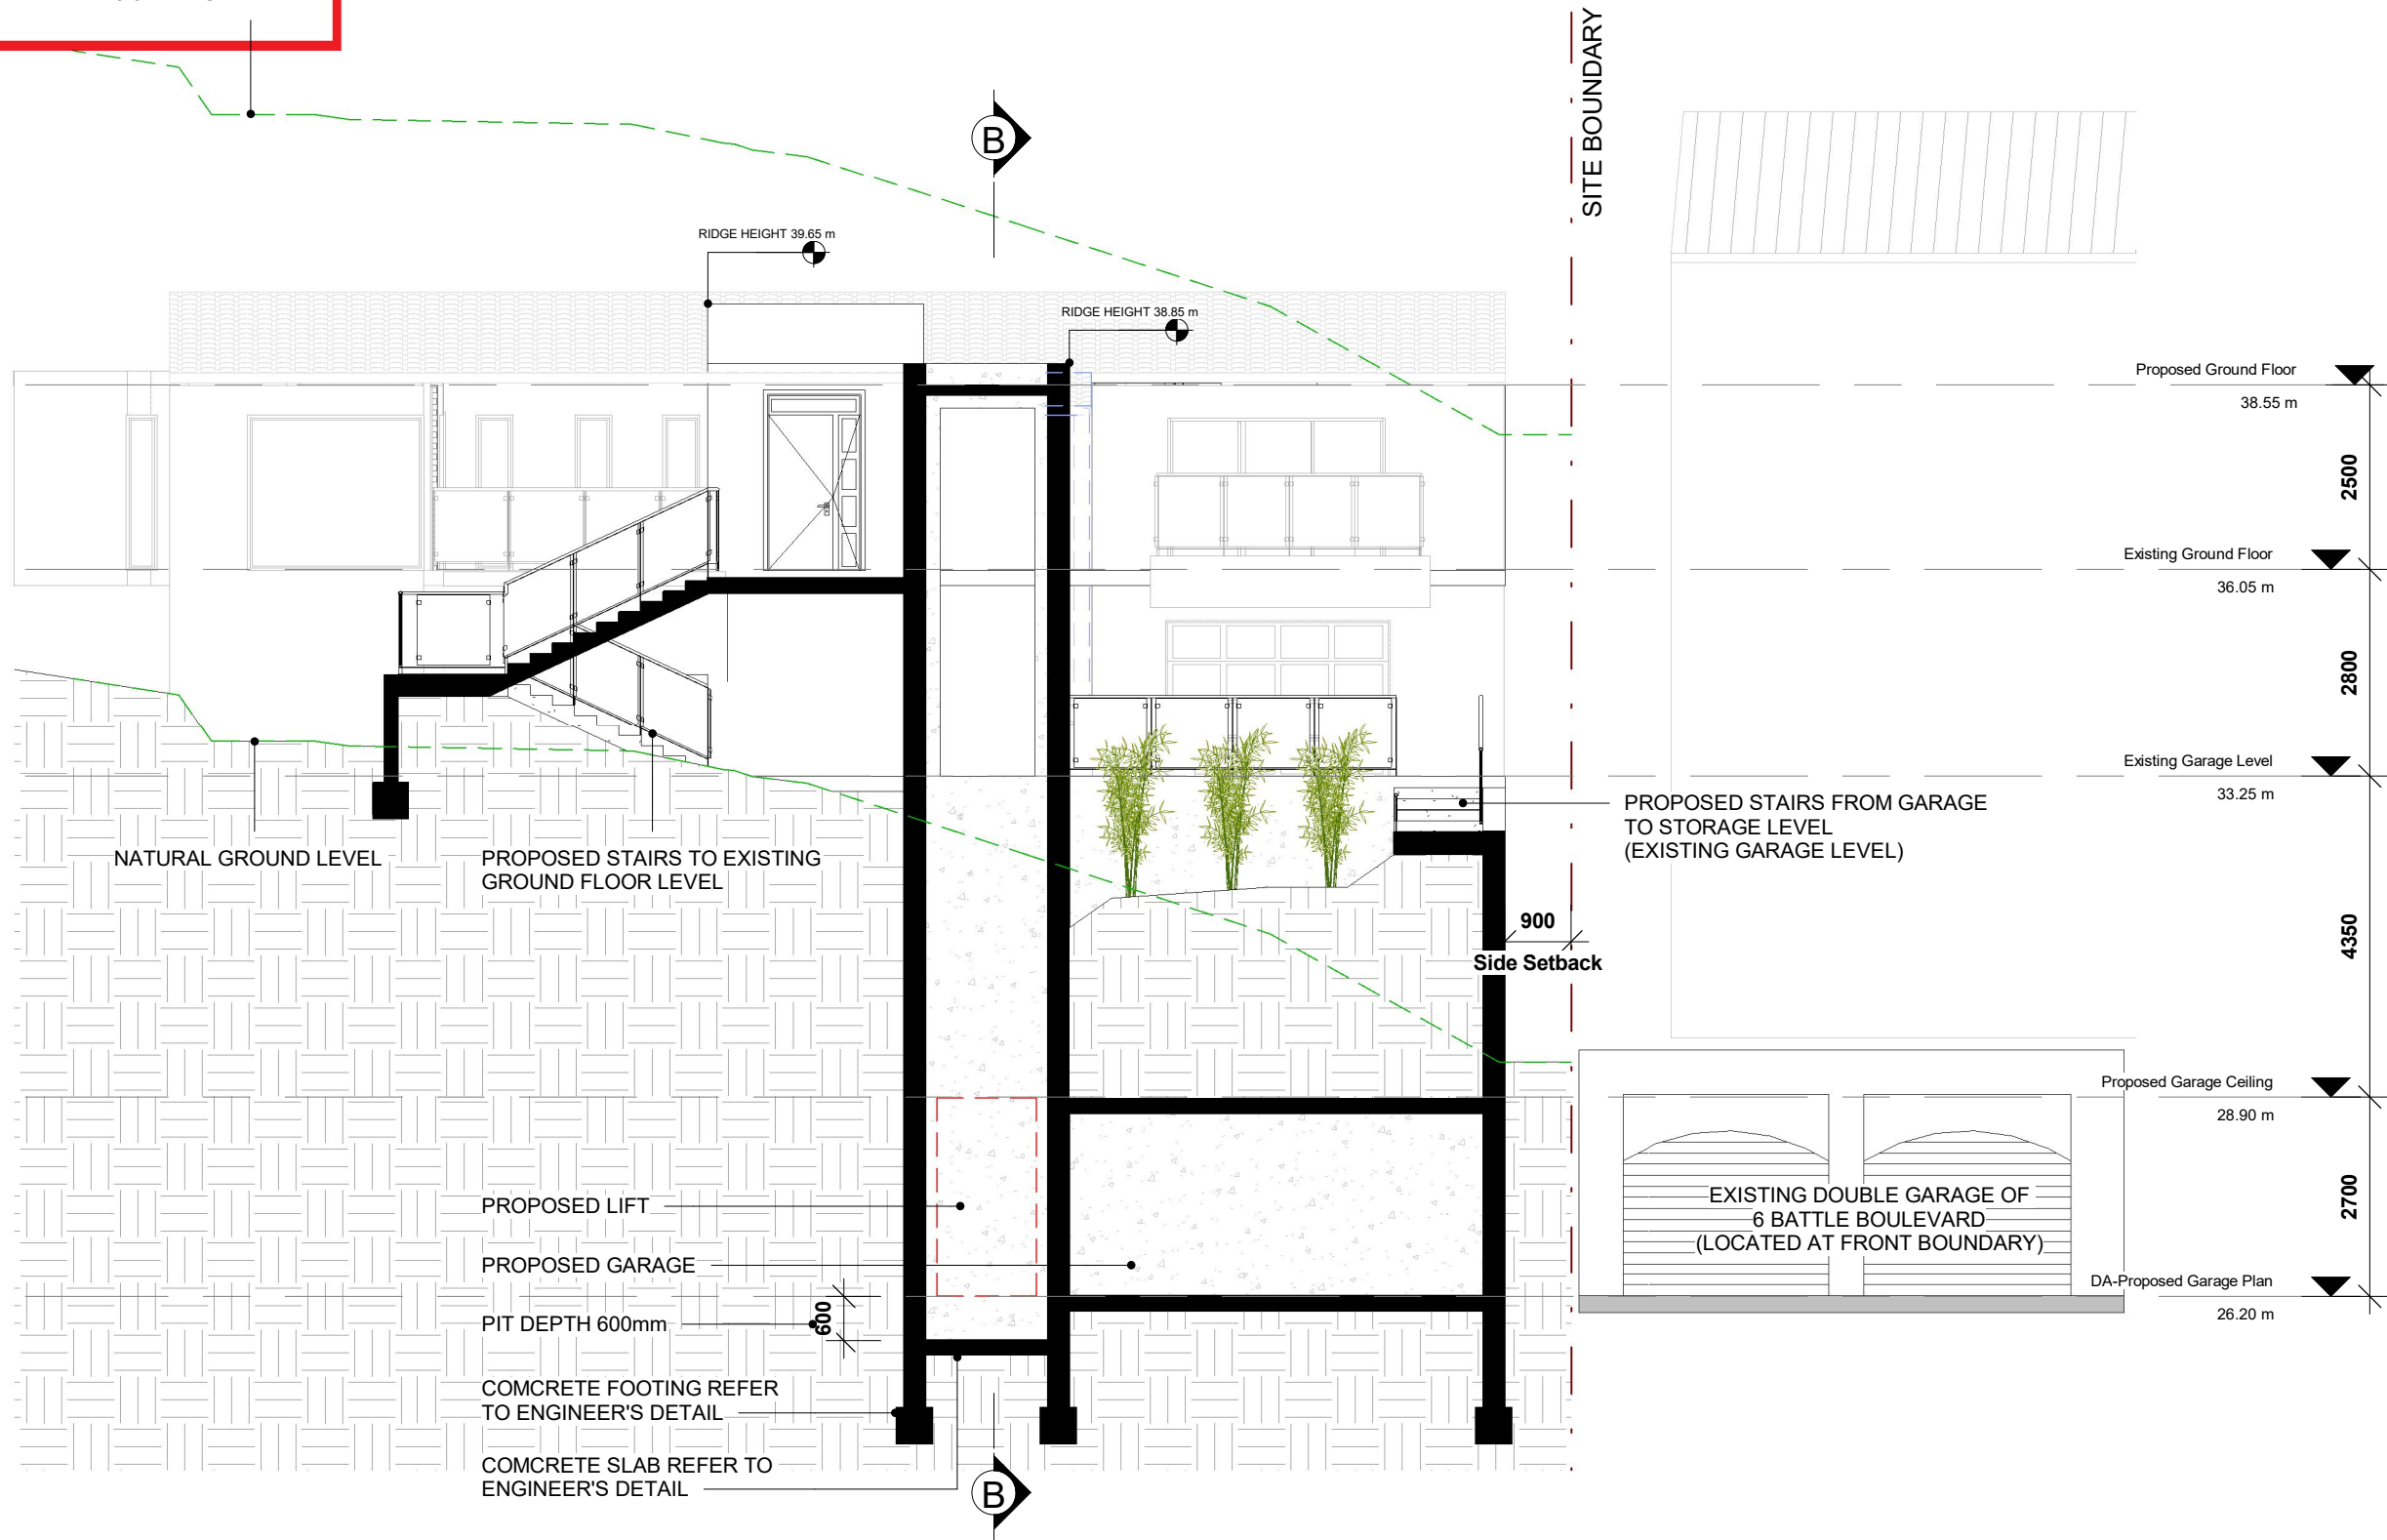 SITE BOUNDARY
B
RIDGE HEIGHT 39.65 m
RIDGE HEIGHT 38.85 m
Proposed Ground Floor
38.55 m
2500
Existing Ground Floor
36.05 m
2800
Existing Garage Level
33.25 m
PROPOSED STAIRS FROM GARAGE
TO STORAGE LEVEL
(EXISTING GARAGE LEVEL)
NATURAL GROUND LEVEL
PROPOSED STAIRS TO EXISTING
GROUND FLOOR LEVEL
900
Side Setback
4350
Proposed Garage Ceiling
28.90 m
PROPOSED LIFT
EXISTING DOUBLE GARAGE OF
6 BATTLE BOULEVARD
(LOCATED AT FRONT BOUNDARY)
2700
PROPOSED GARAGE
DA-Proposed Garage Plan
26.20 m
PIT DEPTH 600mm
600
COMCRETE FOOTING REFER
TO ENGINEER'S DETAIL
COMCRETE SLAB REFER TO
ENGINEER'S DETAIL
B